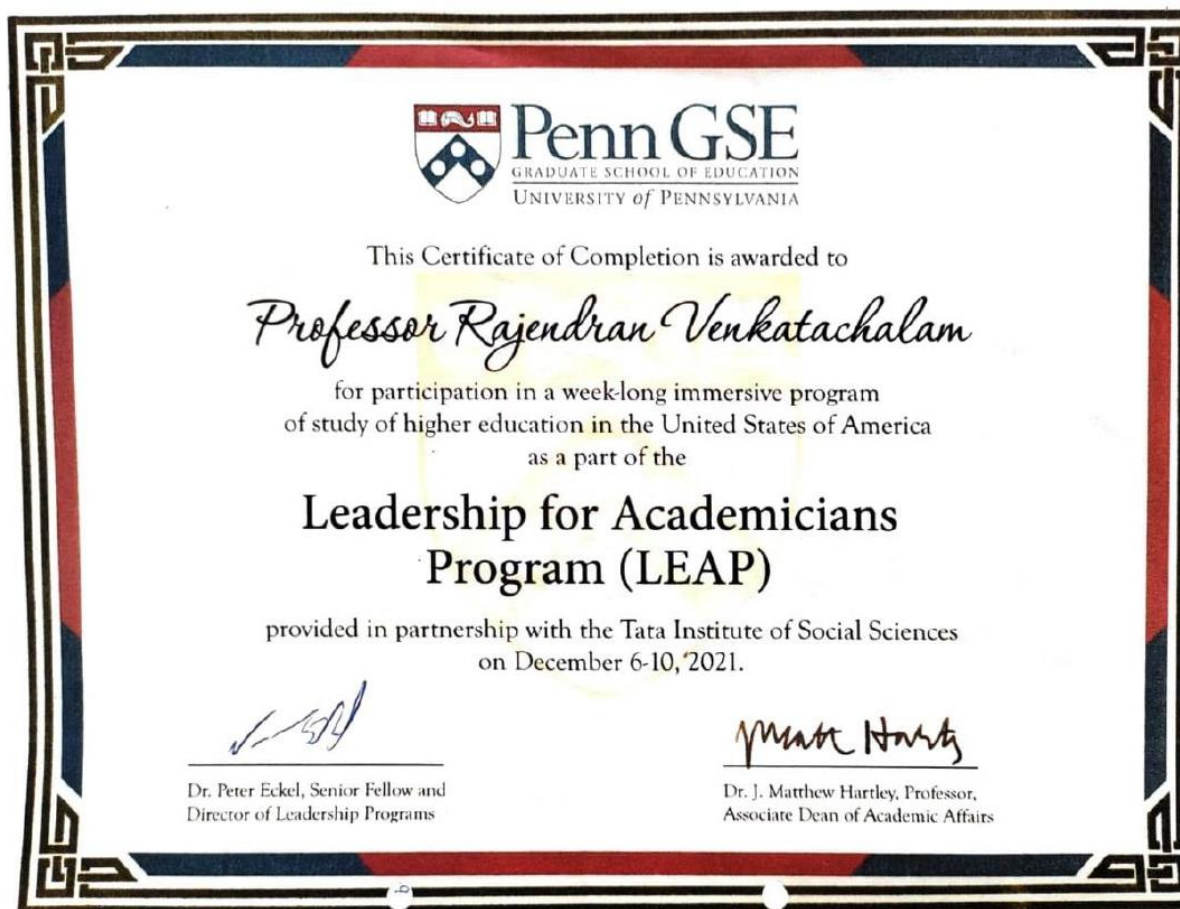 Penn GSE
GRADUATE SCHOOL OF EDUCATION
UNIVERSITY of PENNSYLVANIA
This Certificate of Completion is awarded to
Professor Rajendran Venkatachalam
for participation in a week-long immersive program
of study of higher education in the United States of America
as a part of the
Leadership for Academicians
Program (LEAP)
provided in partnership with the Tata Institute of Social Sciences
on December 6-10, 2021.
Matt Hartley
Dr. Peter Eckel, Senior Fellow and
Director of Leadership Programs
Dr. J. Matthew Hartley, Professor,
Associate Dean of Academic Affairs